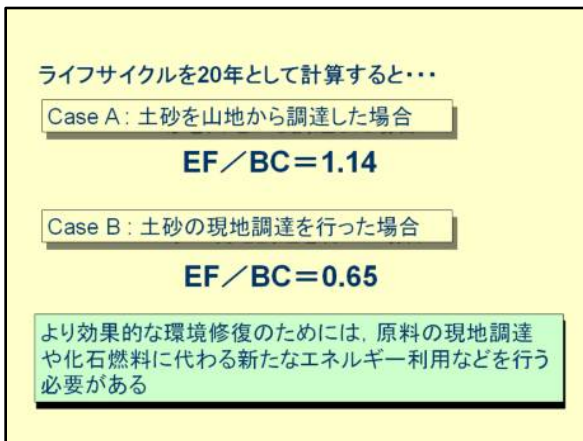 ライフサイクルを20年として計算すると・・・
Case A : 土砂を山地から調達した場合
EF／BC＝1.14
Case B : 土砂の現地調達を行った場合
EF／BC＝0.65
より効果的な環境修復のためには，原料の現地調達
や化石燃料に代わる新たなエネルギー利用などを行う
必要がある